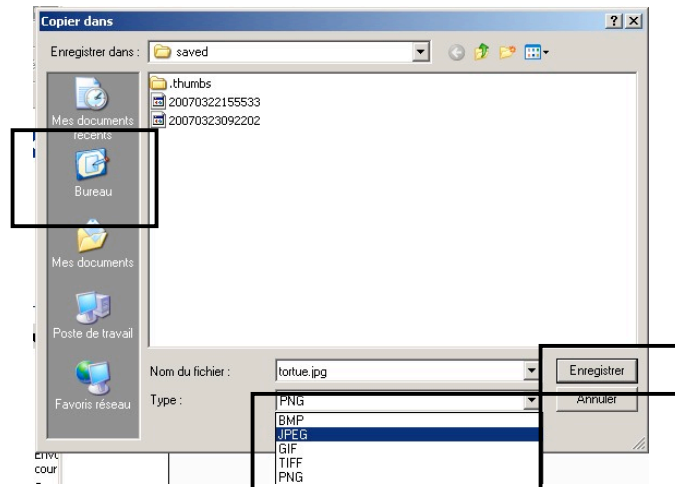 Copier dans
Enregistrer dans : saved
.thumbs
20070322155533
20070323092202
Mes documents
récents
Bureau
Mes documents
Poste de travail
Favoris réseau
Nom du fichier : tortue.jpg Enregistrer
Type : PNG Annuler
BMP
JPEG
GIF
TIFF
PNG
cour